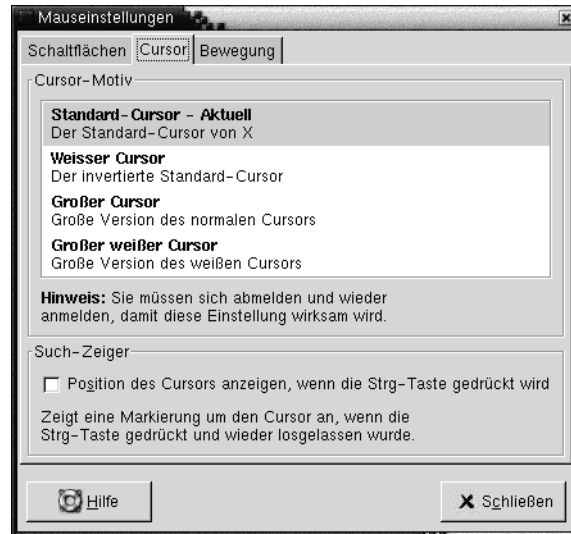 Mauseinstellungen
Schaltflächen Cursor Bewegung
Cursor-Motiv
Standard-Cursor - Aktuell
Der Standard-Cursor von X
Weisser Cursor
Der invertierte Standard-Cursor
Großer Cursor
Große Version des normalen Cursors
Großer weißer Cursor
Große Version des weißen Cursors
Hinweis: Sie müssen sich abmelden und wieder
anmelden, damit diese Einstellung wirksam wird.
Such-Zeiger
Position des Cursors anzeigen, wenn die Strg-Taste gedrückt wird
Zeigt eine Markierung um den Cursor an, wenn die
Strg-Taste gedrückt und wieder losgelassen wurde.
Hilfe
Schließen